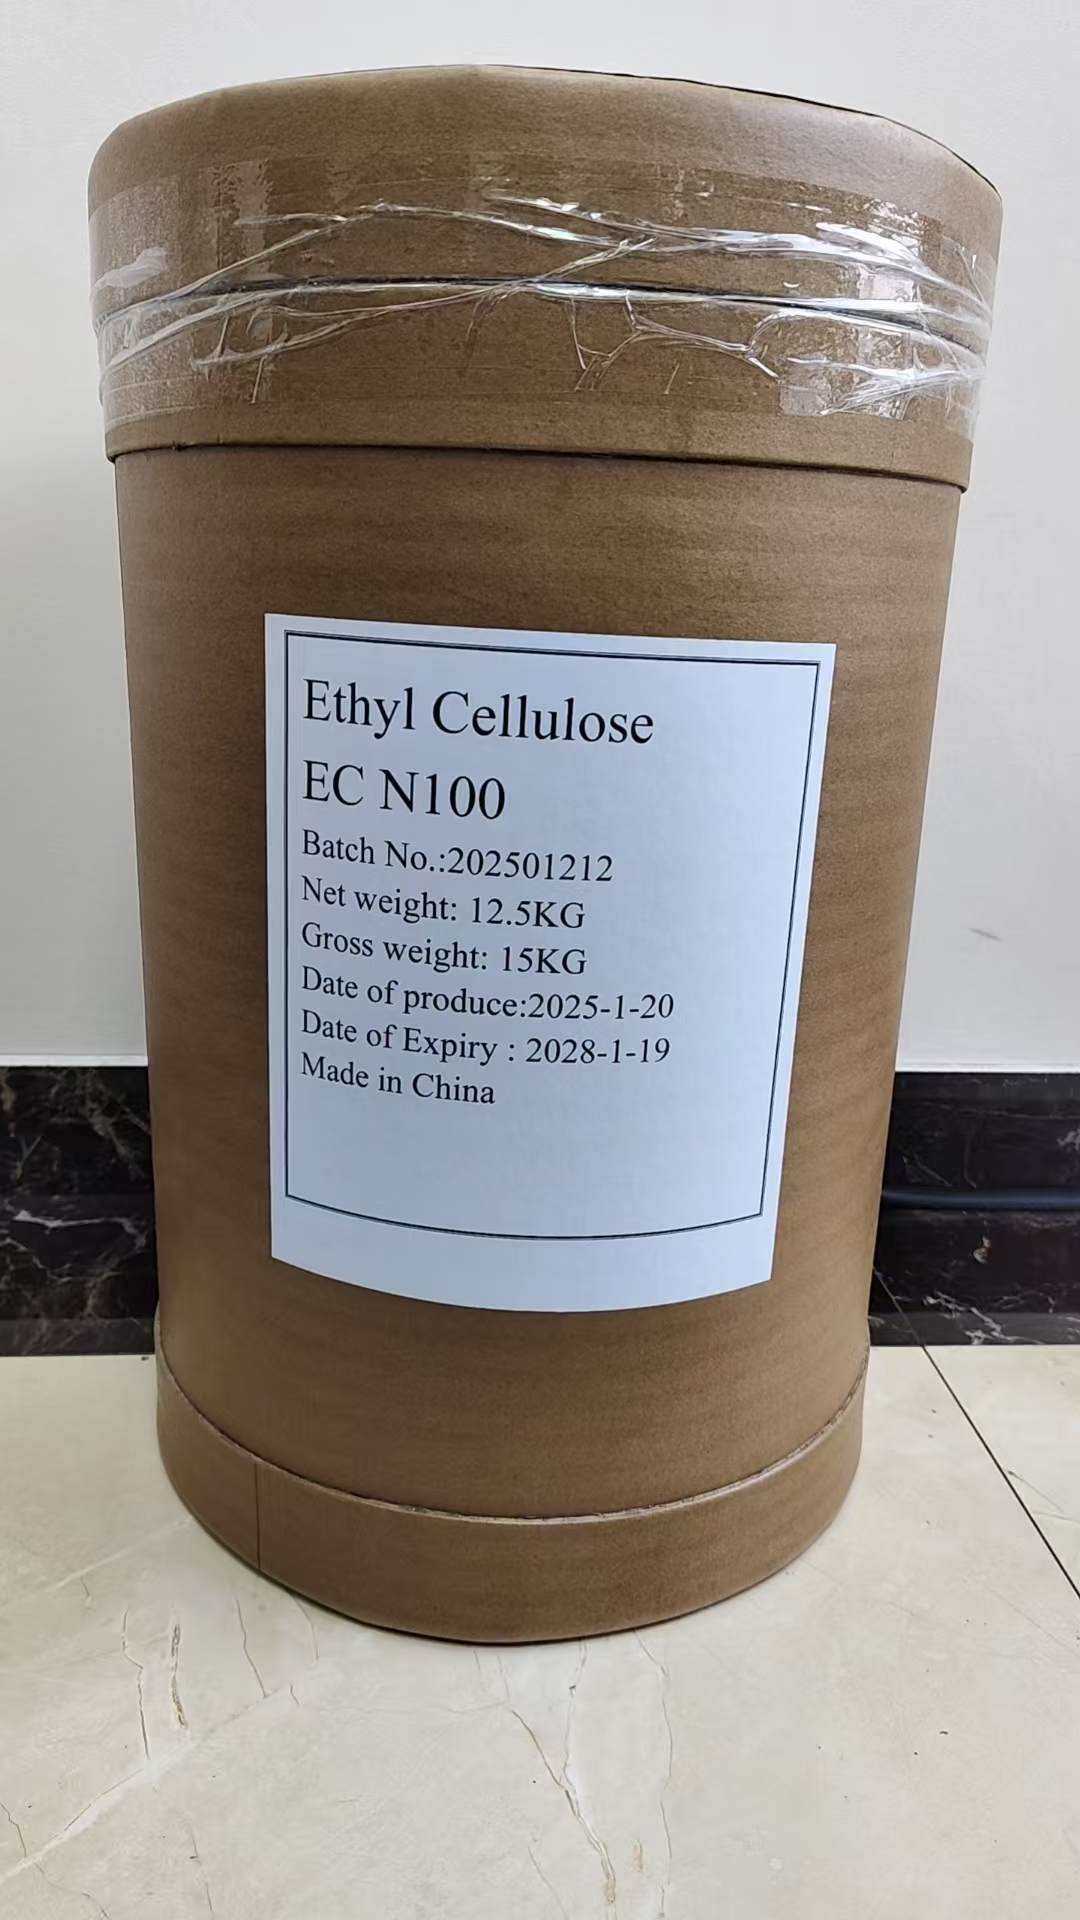 Ethyl Cellulose
EC N100
Batch No.:202501212
Net weight: 12.5KG
Gross weight: 15KG
Date of produce:2025-1-20
Date of Expiry : 2028-1-19
Made in China